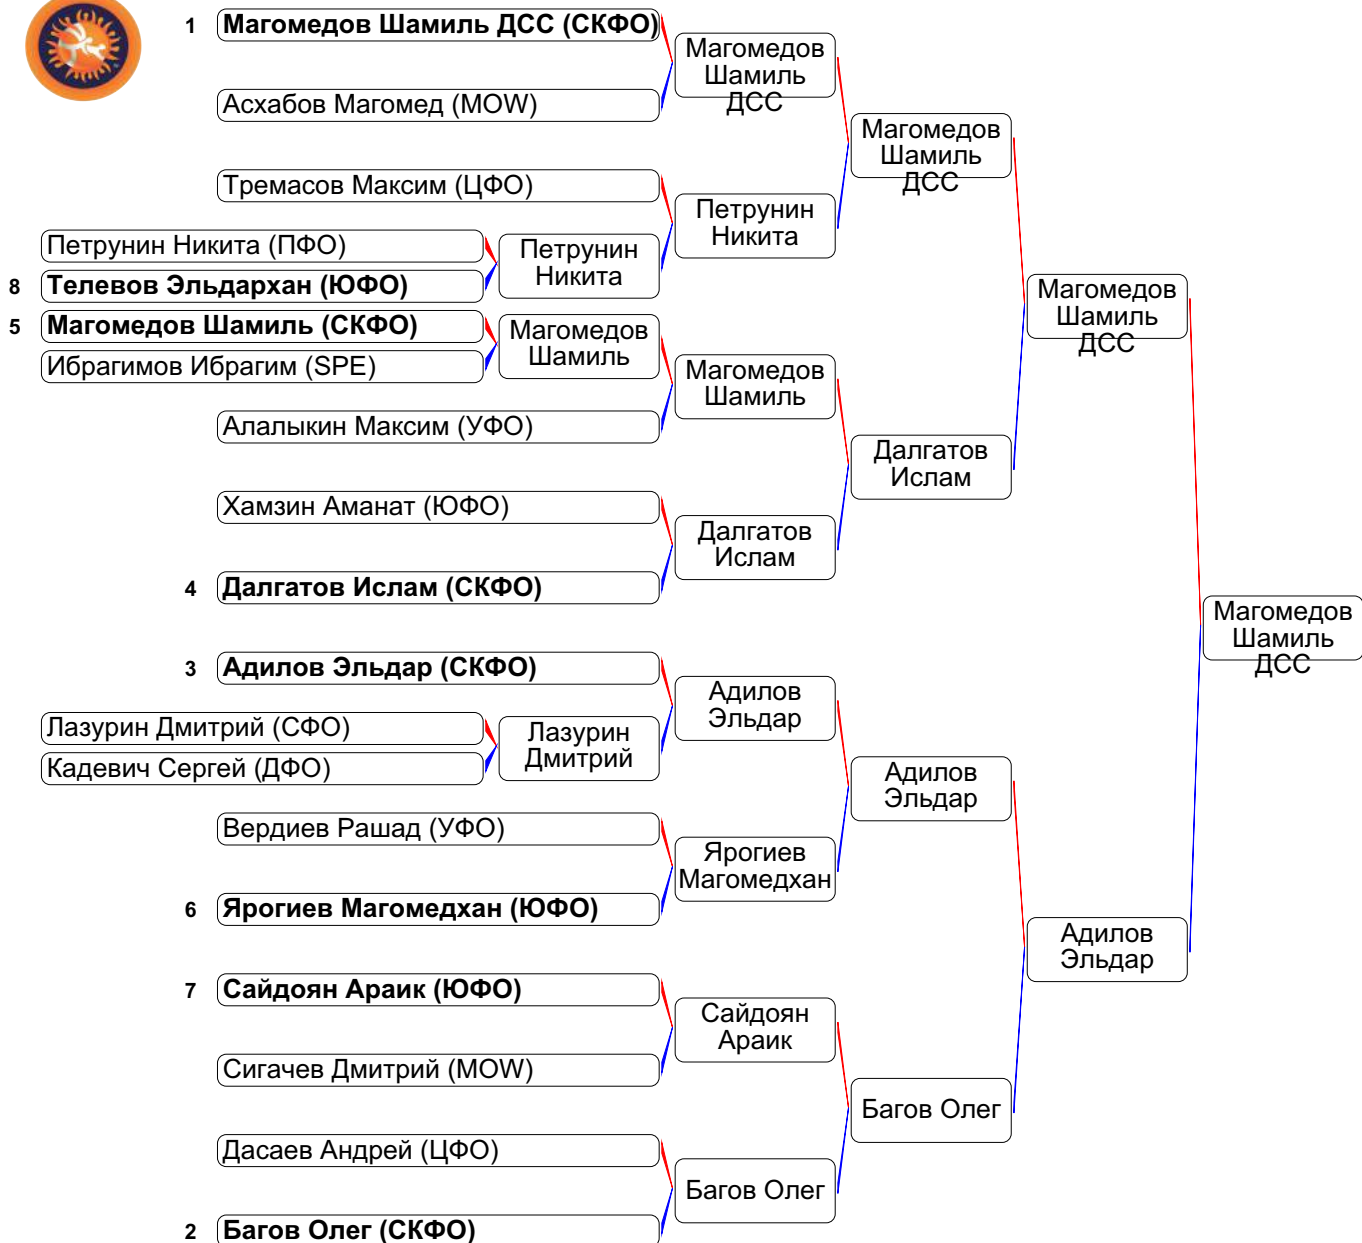 1 Магомедов Шамиль ДСС (СКФО)
Магомедов
Шамиль
ДСС
Асхабов Магомед (MOW)
Магомедов
Шамиль
ДСС
Тремасов Максим (ЦФО)
Петрунин
Никита
Петрунин Никита (ПФО)
Петрунин
Никита
8 Телевов Эльдархан (ЮФО)
Магомедов
Шамиль
ДСС
5 Магомедов Шамиль (СКФО)
Магомедов
Шамиль
Ибрагимов Ибрагим (SPE)
Магомедов
Шамиль
Алалыкин Максим (УФО)
Далгатов
Ислам
Хамзин Аманат (ЮФО)
Далгатов
Ислам
4 Далгатов Ислам (СКФО)
Магомедов
Шамиль
ДСС
3 Адилов Эльдар (СКФО)
Адилов
Эльдар
Лазурин Дмитрий (СФО)
Лазурин
Дмитрий
Кадевич Сергей (ДФО)
Адилов
Эльдар
Вердиев Рашад (УФО)
Ярогиев
Магомедхан
6 Ярогиев Магомедхан (ЮФО)
Адилов
Эльдар
7 Сайдоян Араик (ЮФО)
Сайдоян
Араик
Сигачев Дмитрий (MOW)
Багов Олег
Дасаев Андрей (ЦФО)
Багов Олег
2 Багов Олег (СКФО)